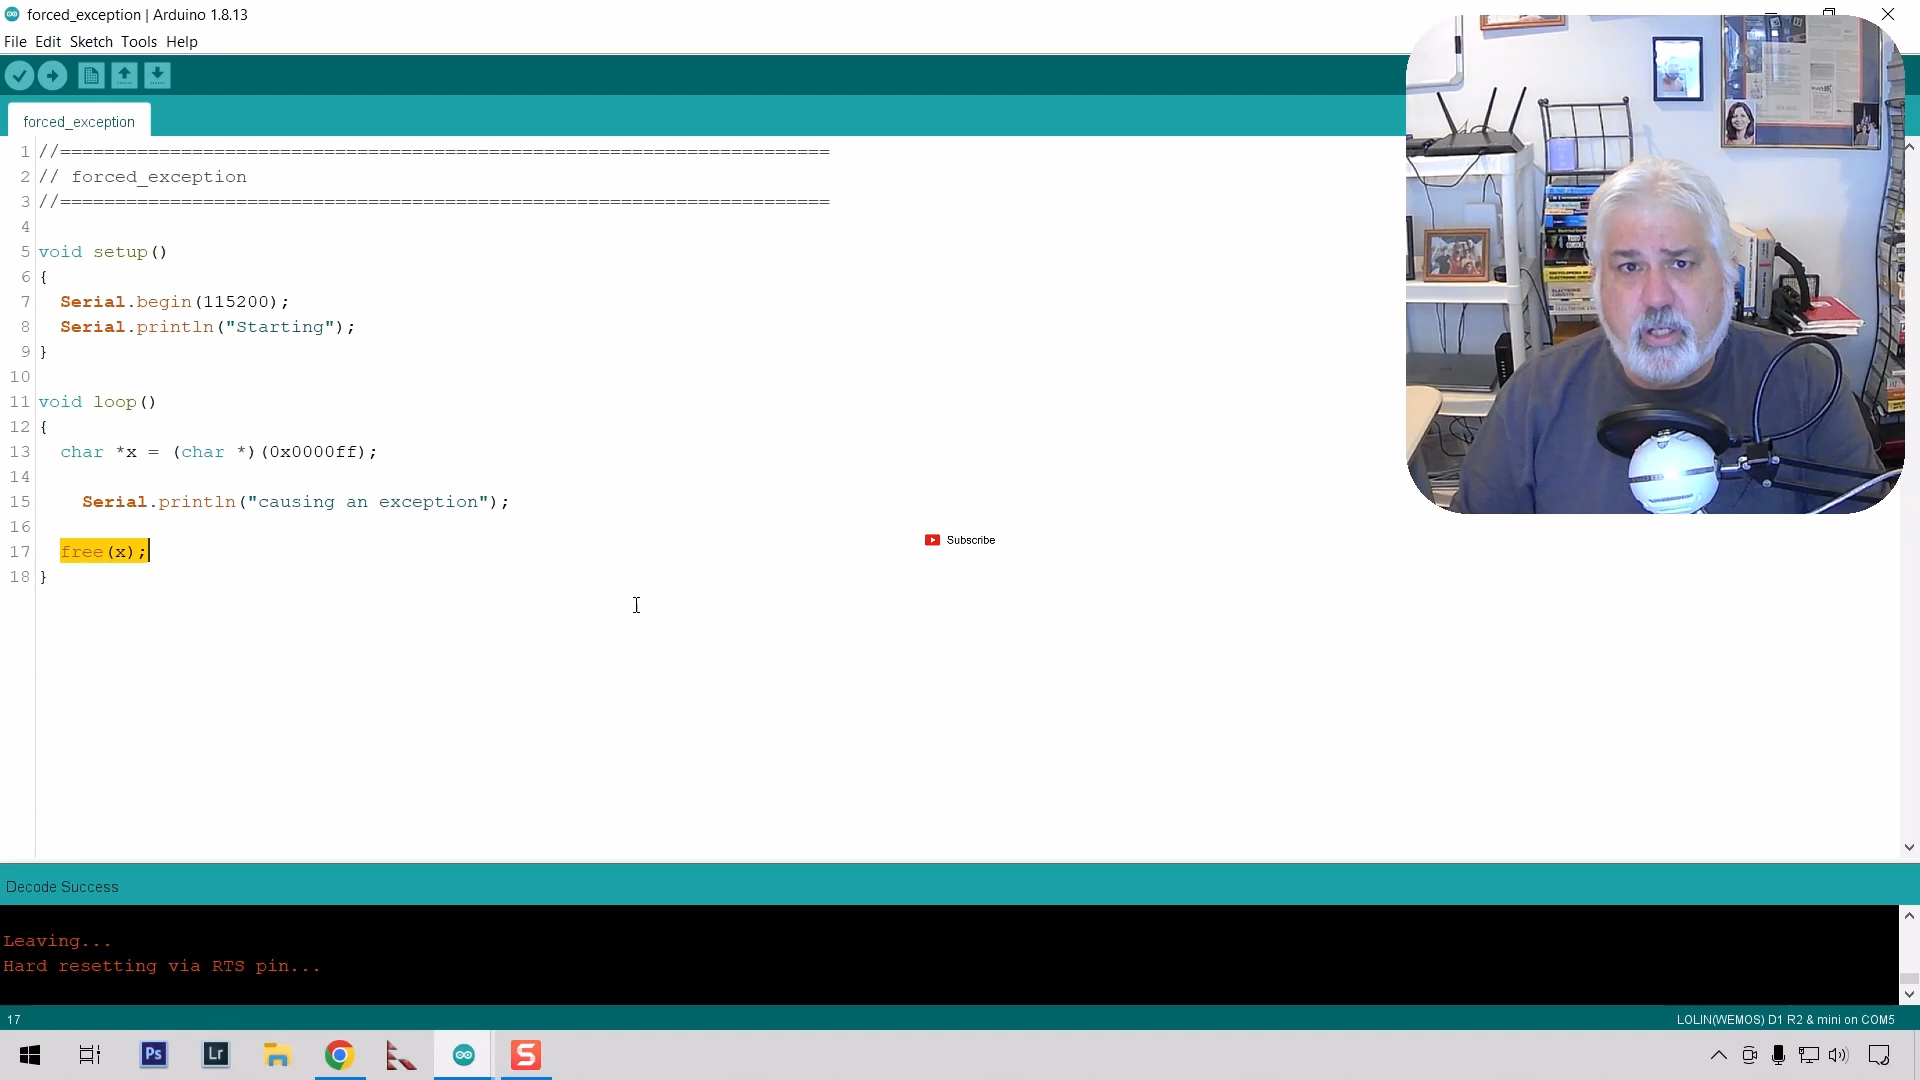 forced_exception | Arduino 1.8.13
File Edit Sketch Tools Help
forced_exception
1 //======================================================================
2 // forced_exception
3 //======================================================================
4
5 void setup()
6 {
7 Serial.begin(115200);
8 Serial.println("Starting");
9 }
10
11 void loop()
12 {
13 char *x = (char *)(0x0000ff);
14
15 Serial.println("causing an exception");
16
17 free(x);
18 }
Subscribe
Decode Success
Leaving...
Hard resetting via RTS pin...
17
LOLIN(WEMOS) D1 R2 & mini on COM5
Ps
Lr
S